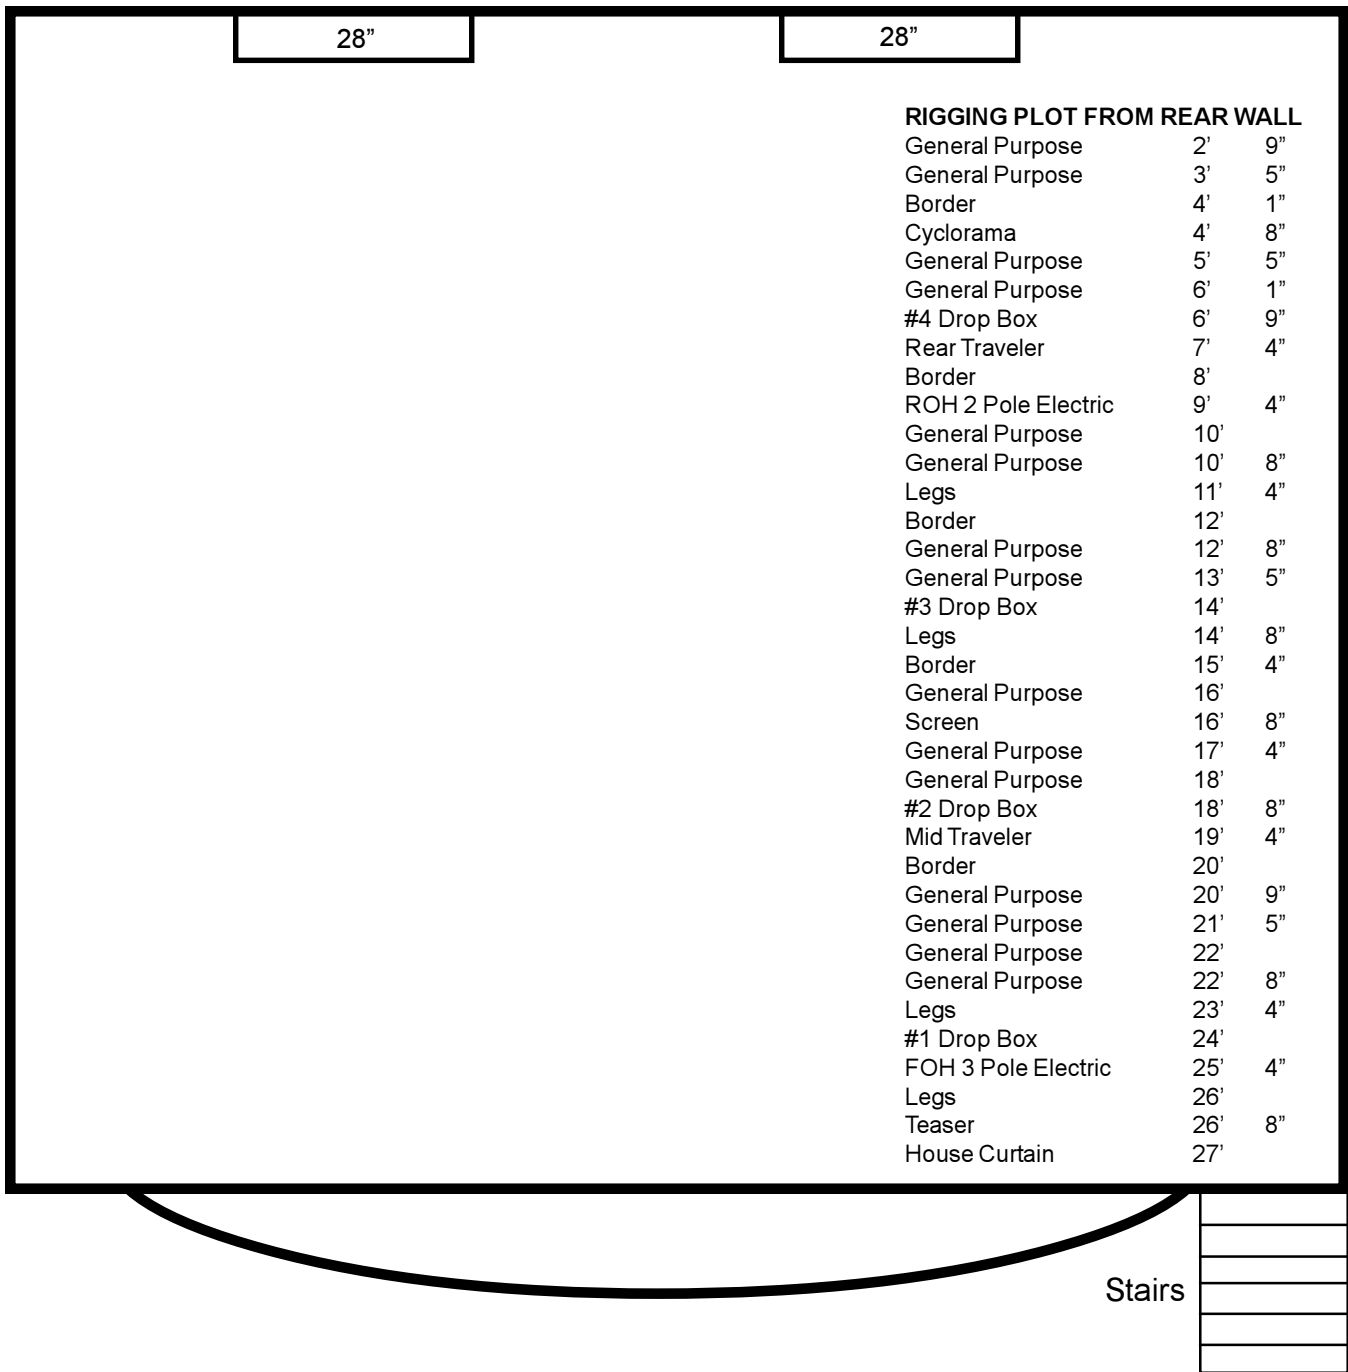 28”
28”
RIGGING PLOT FROM REAR WALL
General Purpose 2’ 9”
General Purpose 3’ 5”
Border 4’ 1”
Cyclorama 4’ 8”
General Purpose 5’ 5”
General Purpose 6’ 1”
#4 Drop Box 6’ 9”
Rear Traveler 7’ 4”
Border 8’
ROH 2 Pole Electric 9’ 4”
General Purpose 10’
General Purpose 10’ 8”
Legs 11’ 4”
Border 12’
General Purpose 12’ 8”
General Purpose 13’ 5”
#3 Drop Box 14’
Legs 14’ 8”
Border 15’ 4”
General Purpose 16’
Screen 16’ 8”
General Purpose 17’ 4”
General Purpose 18’
#2 Drop Box 18’ 8”
Mid Traveler 19’ 4”
Border 20’
General Purpose 20’ 9”
General Purpose 21’ 5”
General Purpose 22’
General Purpose 22’ 8”
Legs 23’ 4”
#1 Drop Box 24’
FOH 3 Pole Electric 25’ 4”
Legs 26’
Teaser 26’ 8”
House Curtain 27’
Stairs